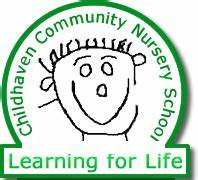 Childhaven Community Nursery School
Learning for Life